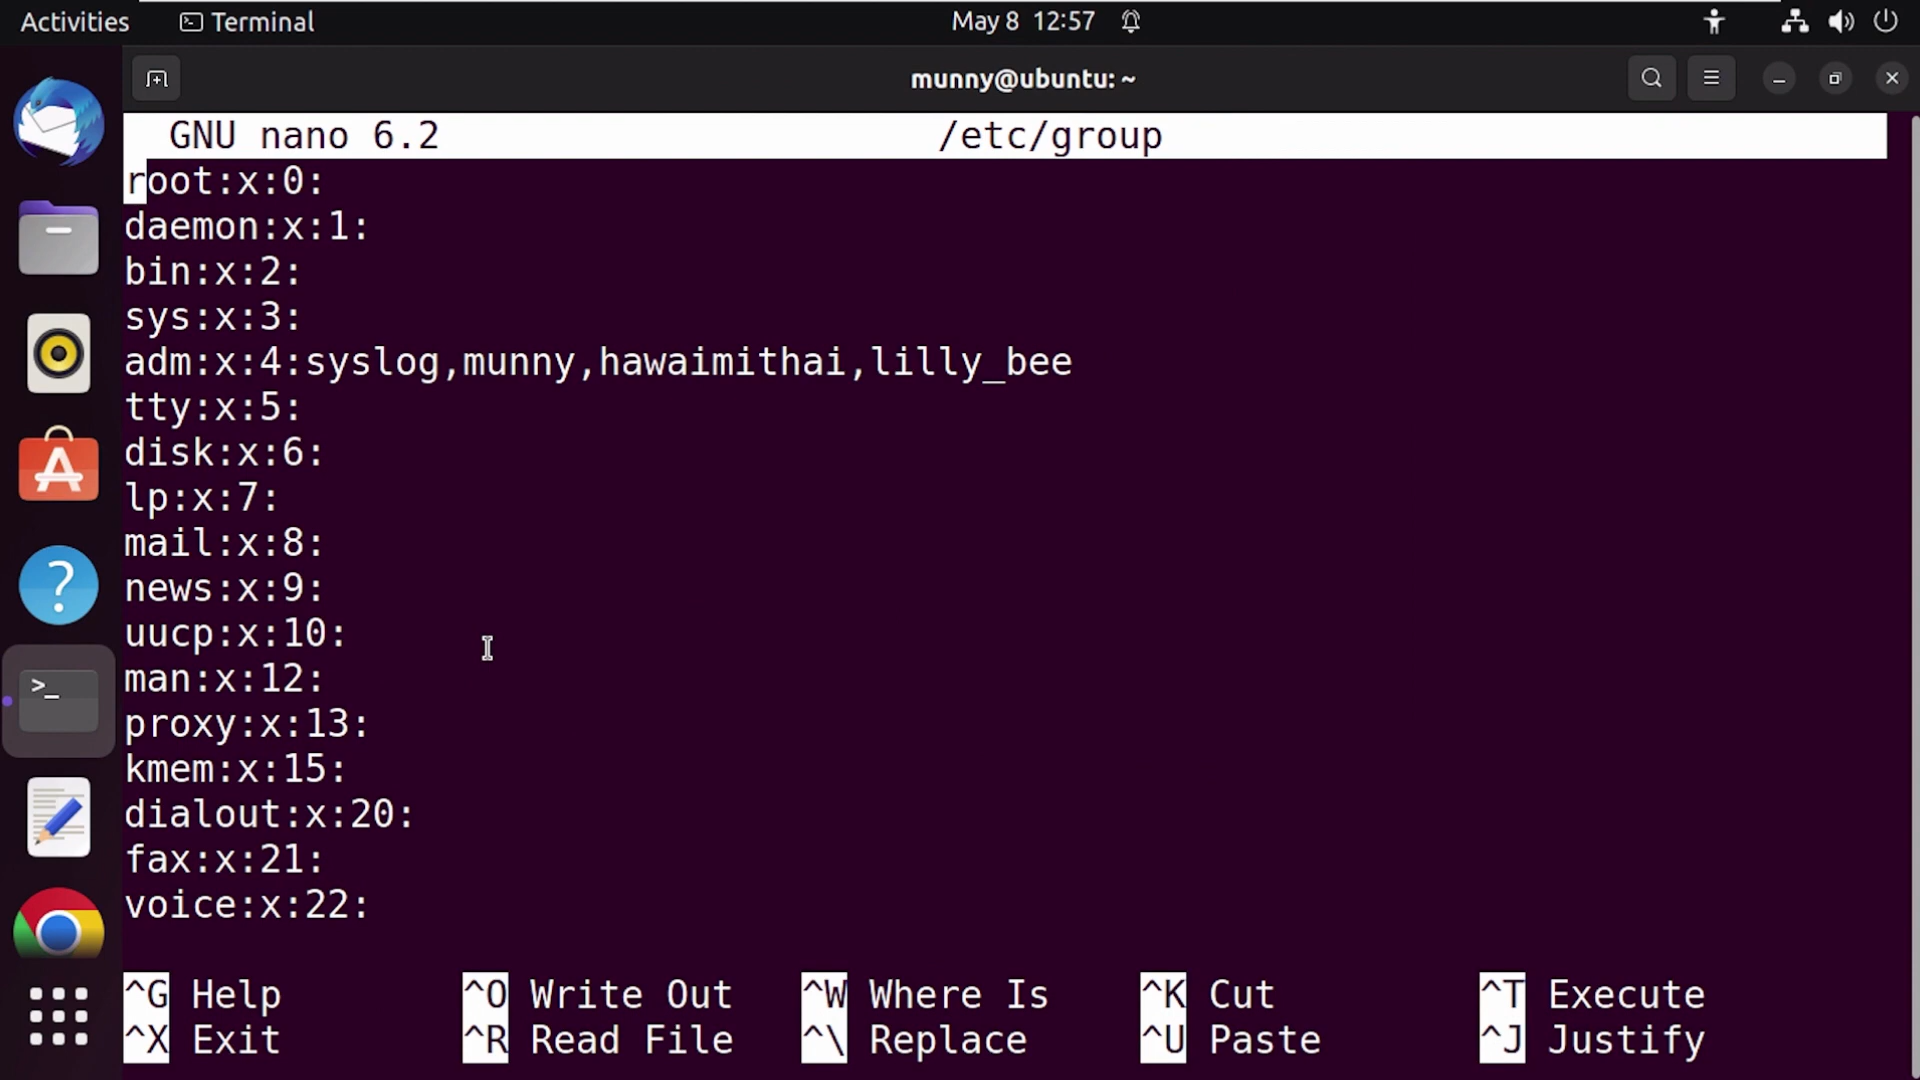 Activities Terminal May 8 12:57
munny@ubuntu: ~
GNU nano 6.2 /etc/group
root:x:0:
daemon:x:1:
bin:x:2:
sys:x:3:
adm:x:4:syslog,munny,hawaimithai,lilly_bee
tty:x:5:
disk:x:6:
lp:x:7:
mail:x:8:
news:x:9:
uucp:x:10:
man:x:12:
proxy:x:13:
kmem:x:15:
dialout:x:20:
fax:x:21:
voice:x:22:
^G Help ^O Write Out ^W Where Is ^K Cut ^T Execute
^X Exit ^R Read File ^\ Replace ^U Paste ^J Justify